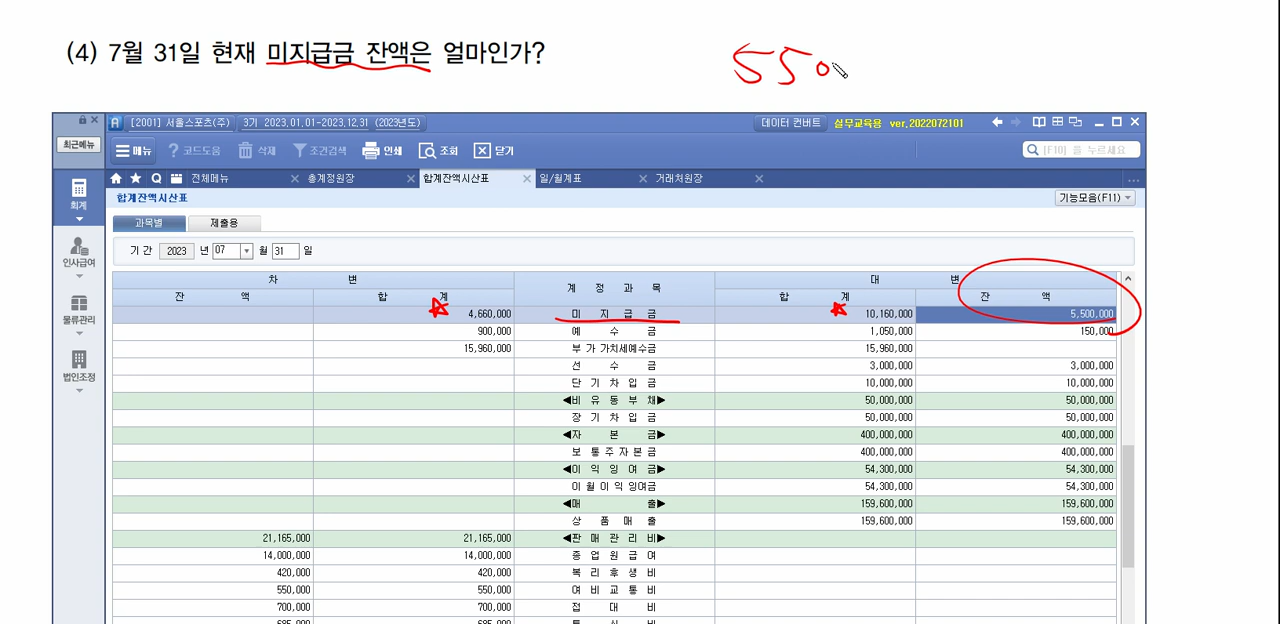 (4) 7월 31일 현재 미지급금 잔액은 얼마인가?
550
[2001] 서울스포츠(주) 3기 2023.01.01~2023.12.31 (2023년도) 데이터 컨버트 실무교육용 ver.2022072101
최근메뉴 메뉴 코드도움 삭제 조건검색 인쇄 조회 닫기 [F10] 을 누르세요
전체메뉴 총계정원장 합계잔액시산표 일/월계표 거래처원장
회계
합계잔액시산표 기능모음(F11)
과목별 제출용
인사급여
기 간 2023 년 07 월 31 일
물류관리
법인조정
차 변 계 정 과 목 대 변
잔 액 합 계 합 계 잔 액
4,660,000 미 지 급 금 10,160,000 5,500,000
900,000 예 수 금 1,050,000 150,000
15,960,000 부 가 가 치 세 예 수 금 15,960,000
선 수 금 3,000,000 3,000,000
단 기 차 입 금 10,000,000 10,000,000
◀비 유 동 부 채▶ 50,000,000 50,000,000
장 기 차 입 금 50,000,000 50,000,000
◀자 본 금▶ 400,000,000 400,000,000
보 통 주 자 본 금 400,000,000 400,000,000
◀이 익 잉 여 금▶ 54,300,000 54,300,000
이 월 이 익 잉 여 금 54,300,000 54,300,000
◀매 출▶ 159,600,000 159,600,000
상 품 매 출 159,600,000 159,600,000
21,165,000 21,165,000 ◀판 매 관 리 비▶
14,000,000 14,000,000 종 업 원 급 여
420,000 420,000 복 리 후 생 비
550,000 550,000 여 비 교 통 비
700,000 700,000 접 대 비